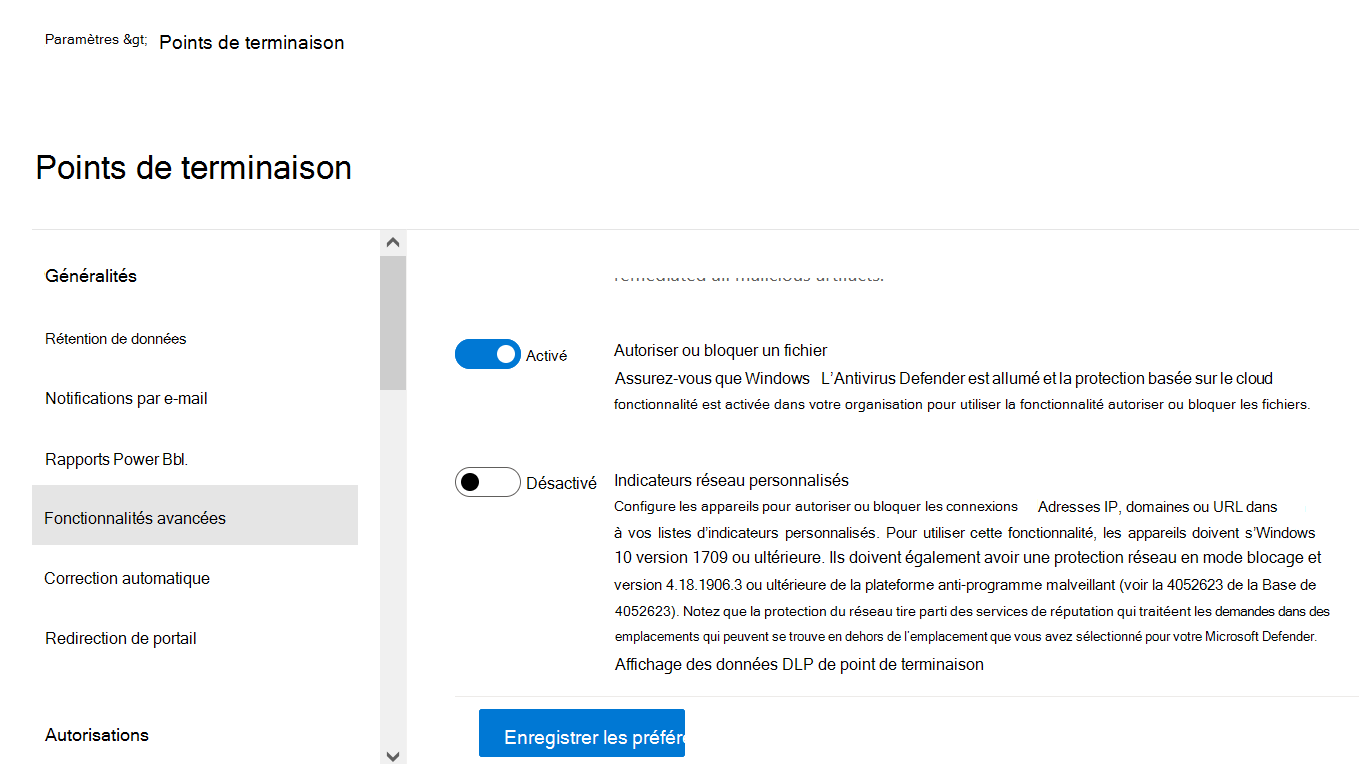 Paramètres &gt; Points de terminaison
Points de terminaison
Généralités
Rétention de données
Notifications par e-mail
Rapports Power Bbl.
Fonctionnalités avancées
Correction automatique
Redirection de portail
Autorisations
remediated all malicious artifacts.
Activé
Autoriser ou bloquer un fichier
Assurez-vous que Windows L’Antivirus Defender est allumé et la protection basée sur le cloud
fonctionnalité est activée dans votre organisation pour utiliser la fonctionnalité autoriser ou bloquer les fichiers.
Désactivé
Indicateurs réseau personnalisés
Configure les appareils pour autoriser ou bloquer les connexions Adresses IP, domaines ou URL dans
à vos listes d’indicateurs personnalisés. Pour utiliser cette fonctionnalité, les appareils doivent s’Windows
10 version 1709 ou ultérieure. Ils doivent également avoir une protection réseau en mode blocage et
version 4.18.1906.3 ou ultérieure de la plateforme anti-programme malveillant (voir la 4052623 de la Base de
4052623). Notez que la protection du réseau tire parti des services de réputation qui traitéent les demandes dans des
emplacements qui peuvent se trouve en dehors de l’emplacement que vous avez sélectionné pour votre Microsoft Defender.
Affichage des données DLP de point de terminaison
Enregistrer les préfére